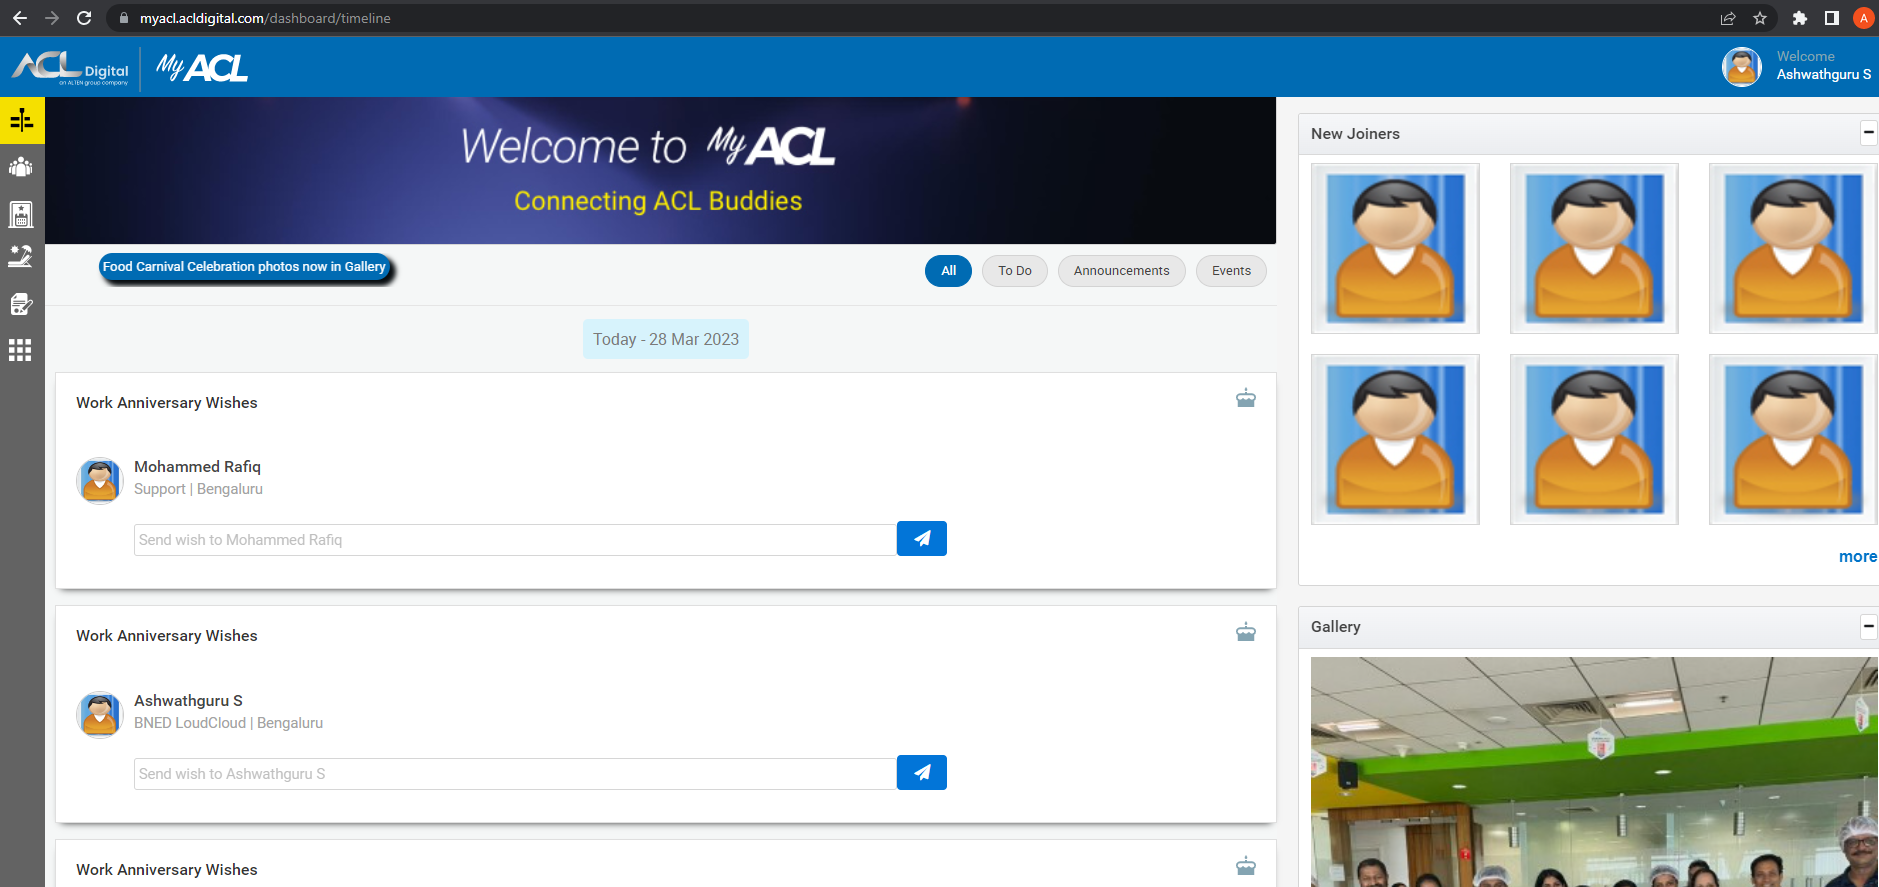 myacl.acldigital.com/dashboard/timeline
A
ACL Digital
an ALTEN group company
My ACL
Welcome
Ashwathguru S
Welcome to My ACL
Connecting ACL Buddies
Food Carnival Celebration photos now in Gallery
All
To Do
Announcements
Events
Today - 28 Mar 2023
Work Anniversary Wishes
Mohammed Rafiq
Support | Bengaluru
Send wish to Mohammed Rafiq
Work Anniversary Wishes
Ashwathguru S
BNED LoudCloud | Bengaluru
Send wish to Ashwathguru S
Work Anniversary Wishes
New Joiners
more
Gallery